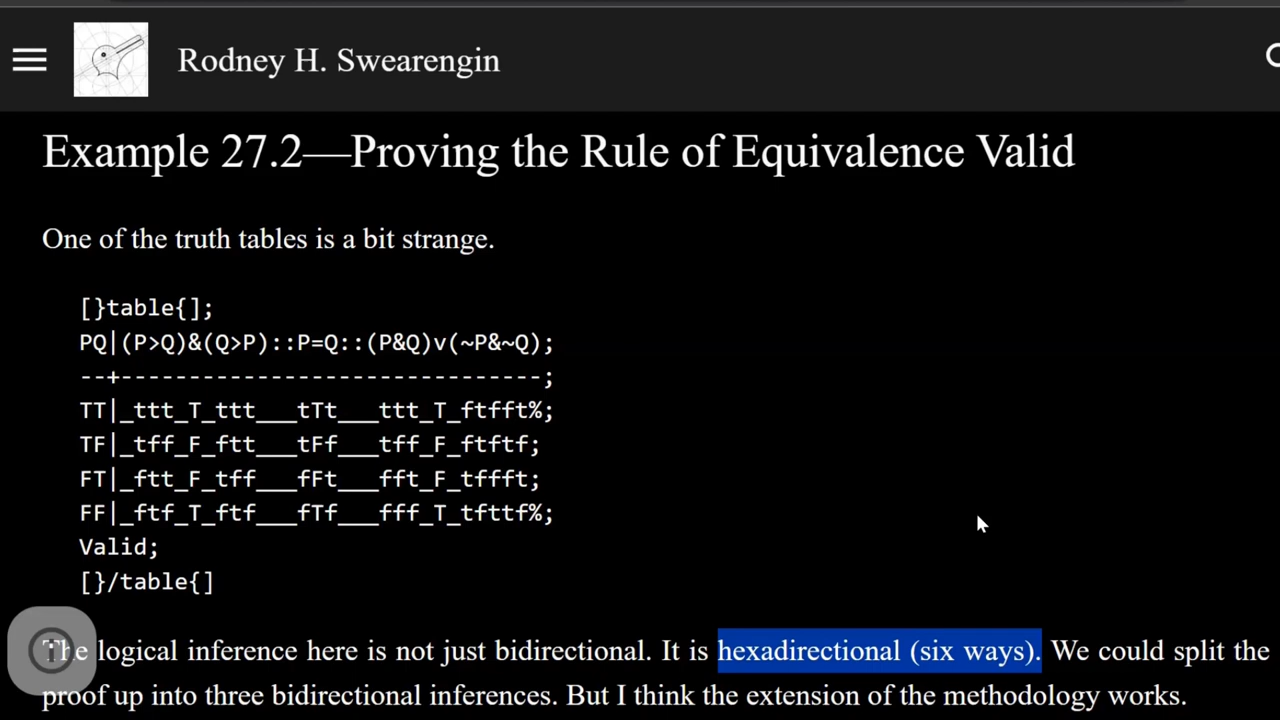 Rodney H. Swearengin
Example 27.2—Proving the Rule of Equivalence Valid
One of the truth tables is a bit strange.
[}table{];
PQ|(P>Q)&(Q>P)::P=Q::(P&Q)v(~P&~Q);
--+-------------------------------;
TT|_ttt_T_ttt___tTt___ttt_T_ftfft%;
TF|_tff_F_ftt___tFf___tff_F_ftftf;
FT|_ftt_F_tff___fFt___fft_F_tffft;
FF|_ftf_T_ftf___fTf___fff_T_tfttf%;
Valid;
[}/table{]
The logical inference here is not just bidirectional. It is hexadirectional (six ways). We could split the
proof up into three bidirectional inferences. But I think the extension of the methodology works.